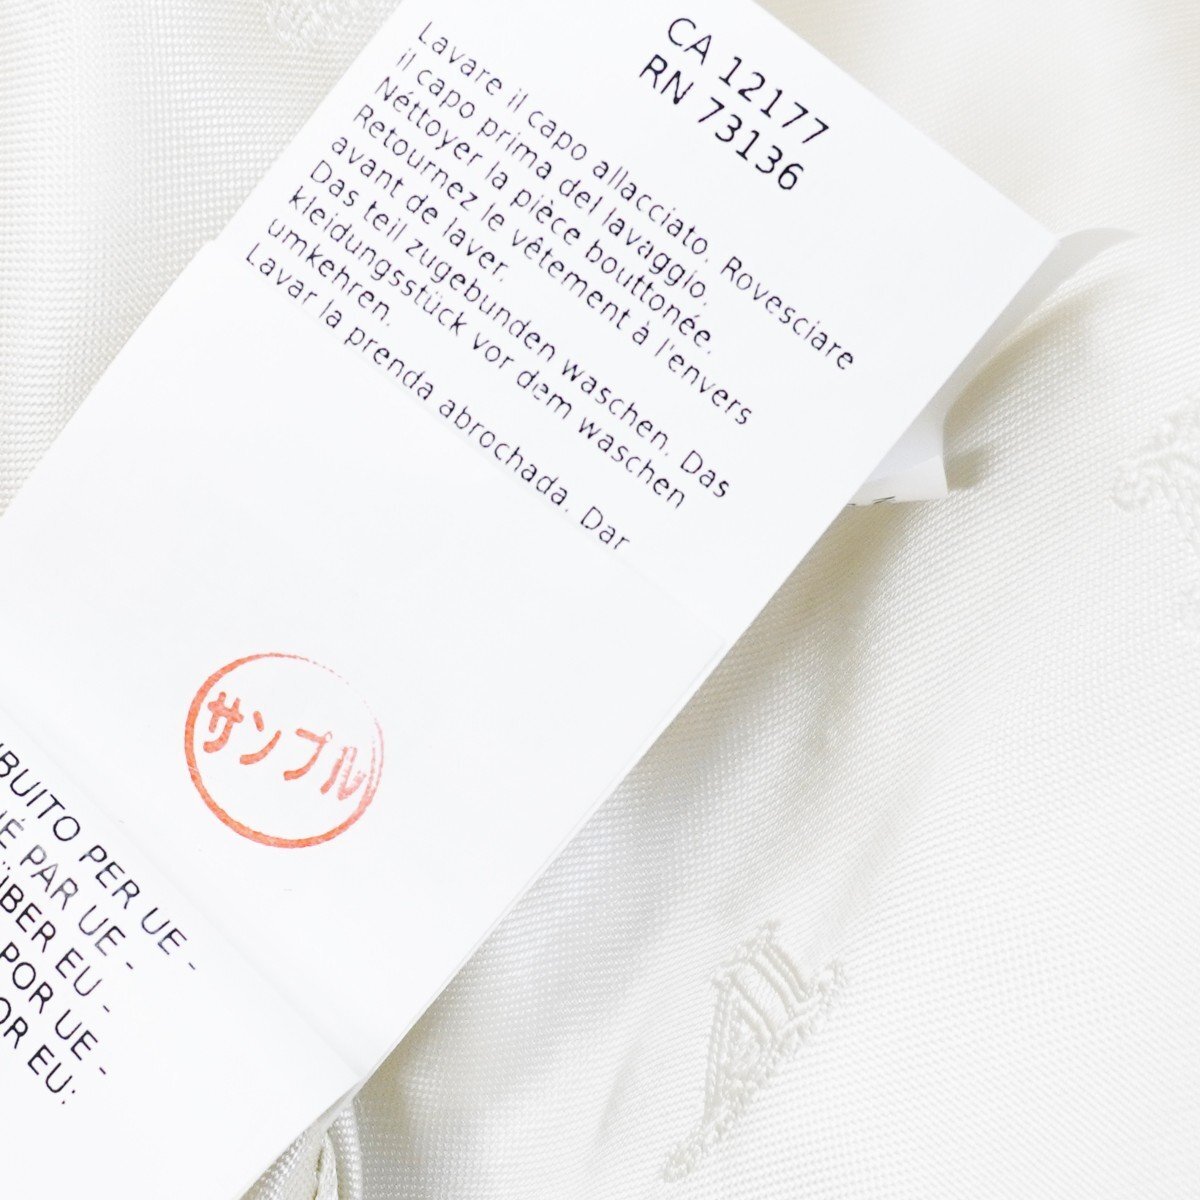 CA 12177
RN 73136
Lavare il capo allacciato. Rovesciare
il capo prima del lavaggio.
Néttoyer la pièce bouttonée.
Retournez le vêtement à l'envers
avant de laver.
Das teil zugebunden waschen. Das
kleidungsstück vor dem waschen
umkehren.
Lavar la prenda abrochada. Dar
サンプル
BUITO PER UE -
É PAR UE -
ÜBER EU -
POR UE -
OR EU: